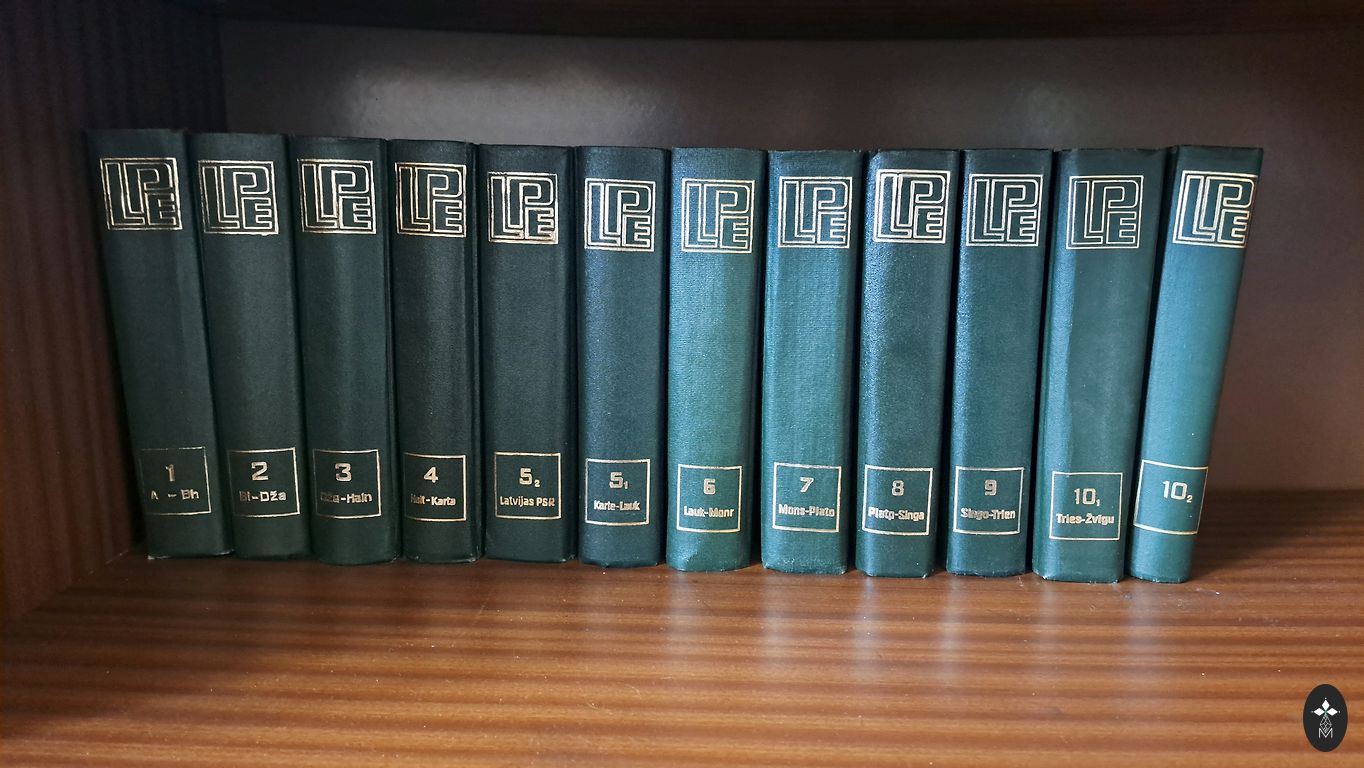 LPE
1
A - Bh
LPE
2
Bi-Dža
LPE
3
Dža-Hain
LPE
4
Hait-Karta
LPE
5₂
Latvijas PSR
LPE
5₁
Karte-Lauk
LPE
6
Lauk-Monr
LPE
7
Mons-Plato
LPE
8
Plato-Singa
LPE
9
Singo-Trien
LPE
10₁
Tries-Žvīgu
LPE
10₂
M